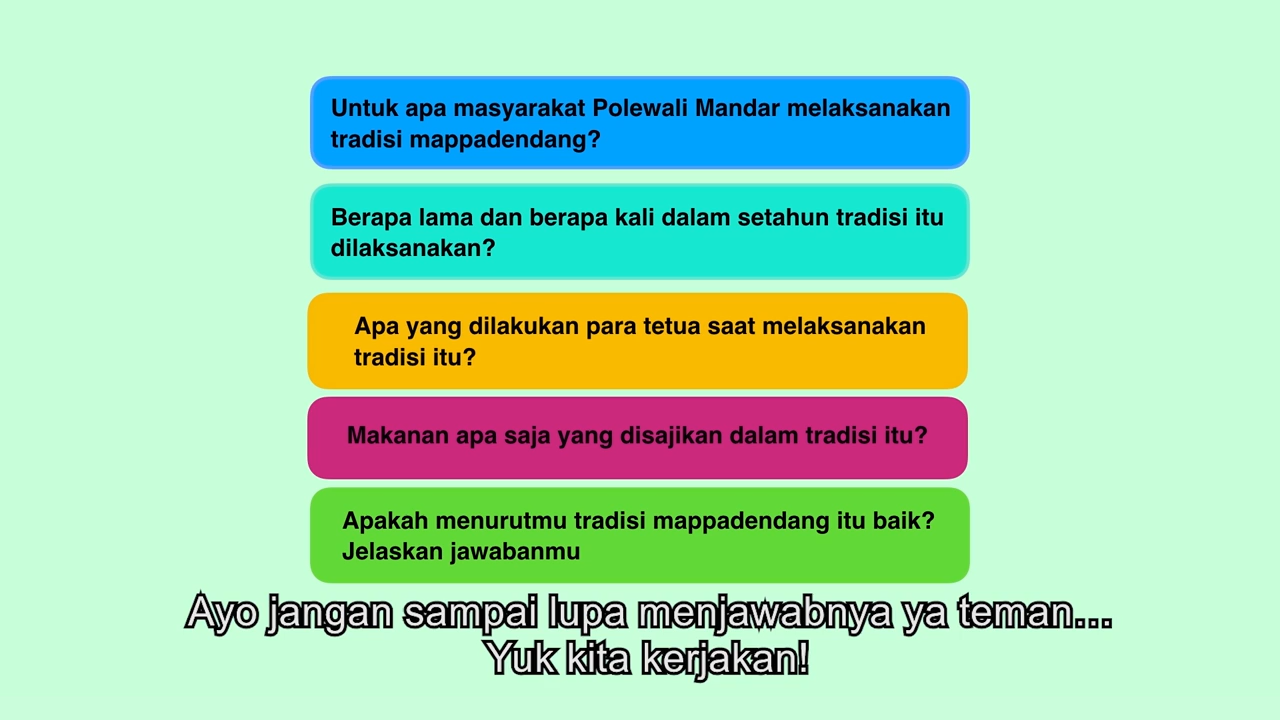 Untuk apa masyarakat Polewali Mandar melaksanakan
tradisi mappadendang?
Berapa lama dan berapa kali dalam setahun tradisi itu
dilaksanakan?
Apa yang dilakukan para tetua saat melaksanakan
tradisi itu?
Makanan apa saja yang disajikan dalam tradisi itu?
Apakah menurutmu tradisi mappadendang itu baik?
Jelaskan jawabanmu
Ayo jangan sampai lupa menjawabnya ya teman...
Yuk kita kerjakan!